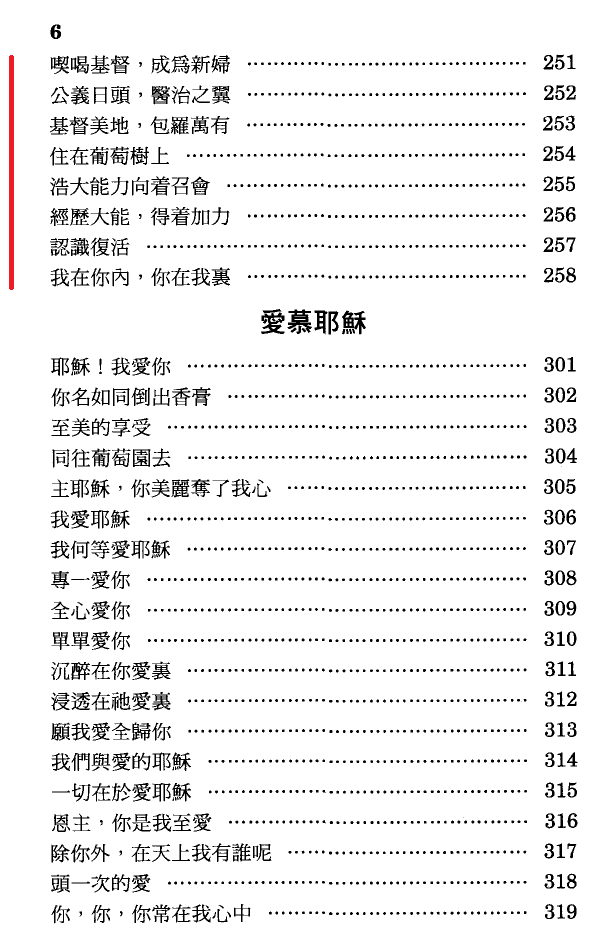 6
喫喝基督，成爲新婦 ………………………………… 251
公義日頭，醫治之翼 ………………………………… 252
基督美地，包羅萬有 ………………………………… 253
住在葡萄樹上 ………………………………… 254
浩大能力向着召會 ………………………………… 255
經歷大能，得着加力 ………………………………… 256
認識復活 ………………………………… 257
我在你內，你在我裏 ………………………………… 258
愛慕耶穌
耶穌！我愛你 ………………………………… 301
你名如同倒出香膏 ………………………………… 302
至美的享受 ………………………………… 303
同往葡萄園去 ………………………………… 304
主耶穌，你美麗奪了我心 ………………………………… 305
我愛耶穌 ………………………………… 306
我何等愛耶穌 ………………………………… 307
專一愛你 ………………………………… 308
全心愛你 ………………………………… 309
單單愛你 ………………………………… 310
沉醉在你愛裏 ………………………………… 311
浸透在祂愛裏 ………………………………… 312
願我愛全歸你 ………………………………… 313
我們與愛的耶穌 ………………………………… 314
一切在於愛耶穌 ………………………………… 315
恩主，你是我至愛 ………………………………… 316
除你外，在天上我有誰呢 ………………………………… 317
頭一次的愛 ………………………………… 318
你，你，你常在我心中 ………………………………… 319